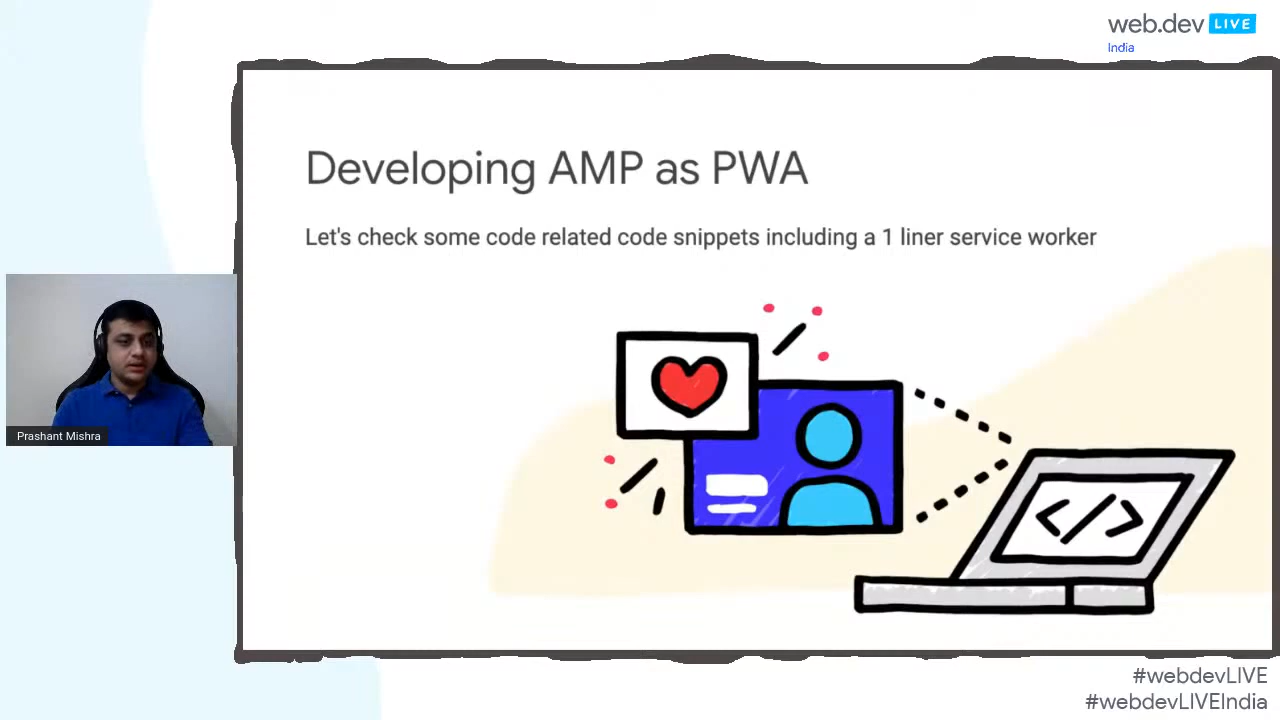 web.dev LIVE
India
Developing AMP as PWA
Let's check some code related code snippets including a 1 liner service worker
</>
Prashant Mishra
#webdevLIVE
#webdevLIVEIndia